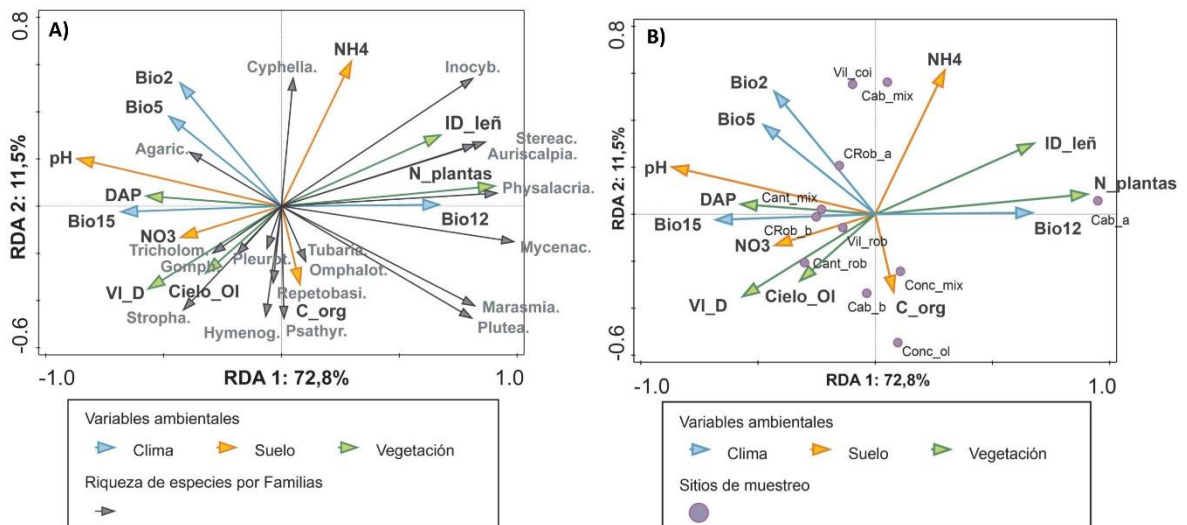 A)
0.8
NH4
Cyphella.
Inocyb.
Bio2
Bio5
ID_leñ
Stereac.
Auriscalpia.
Agaric.
pH
N_plantas
Physalacria.
DAP
Bio15
Bio12
NO3
Mycenac.
Tricholom.
Gomph.
Pleurot.
Tubaria.
Omphalot.
VI_D
Cielo_Ol
Repetobasi.
C_org
Marasmia.
Plutea.
Stropha.
Hymenog.
Psathyr.
-0.6
-1.0
RDA 1: 72,8%
1.0
RDA 2: 11,5%
Variables ambientales
Clima
Suelo
Vegetación
Riqueza de especies por Familias
B)
0.8
NH4
Vil_coi
Cab_mix
Bio2
Bio5
ID_leñ
CRob_a
pH
N_plantas
DAP
Cant_mix
Cab_a
Bio15
Bio12
CRob_b
Vil_rob
NO3
Cant_rob
Conc_mix
VI_D
Cielo_Ol
Cab_b
C_org
Conc_ol
-0.6
-1.0
RDA 1: 72,8%
1.0
RDA 2: 11,5%
Variables ambientales
Clima
Suelo
Vegetación
Sitios de muestreo